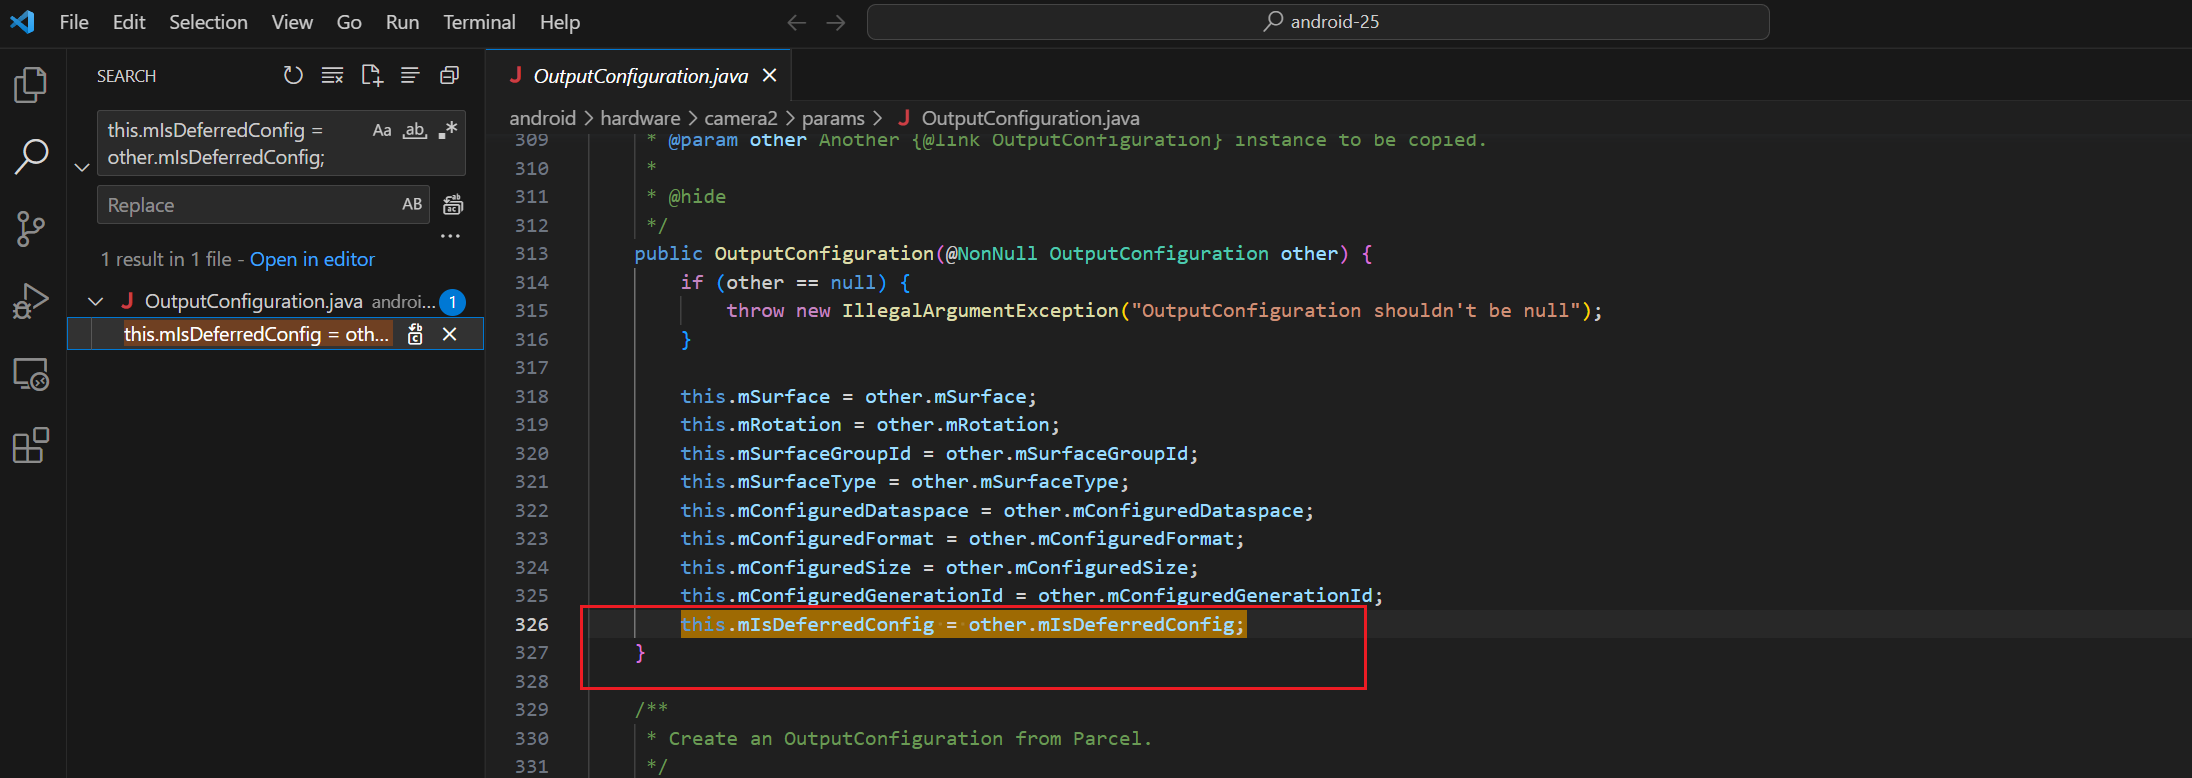 File Edit Selection View Go Run Terminal Help
android-25
SEARCH
this.mIsDeferredConfig =
other.mIsDeferredConfig;
Aa ab .*
Replace
AB
1 result in 1 file - Open in editor
OutputConfiguration.java androi... 1
this.mIsDeferredConfig = oth...
J OutputConfiguration.java
android > hardware > camera2 > params > J OutputConfiguration.java
309 * @param other Another {@link OutputConfiguration} instance to be copied.
310 *
311 * @hide
312 */
313 public OutputConfiguration(@NonNull OutputConfiguration other) {
314 if (other == null) {
315 throw new IllegalArgumentException("OutputConfiguration shouldn't be null");
316 }
317
318 this.mSurface = other.mSurface;
319 this.mRotation = other.mRotation;
320 this.mSurfaceGroupId = other.mSurfaceGroupId;
321 this.mSurfaceType = other.mSurfaceType;
322 this.mConfiguredDataspace = other.mConfiguredDataspace;
323 this.mConfiguredFormat = other.mConfiguredFormat;
324 this.mConfiguredSize = other.mConfiguredSize;
325 this.mConfiguredGenerationId = other.mConfiguredGenerationId;
326 this.mIsDeferredConfig = other.mIsDeferredConfig;
327 }
328
329 /**
330 * Create an OutputConfiguration from Parcel.
331 */